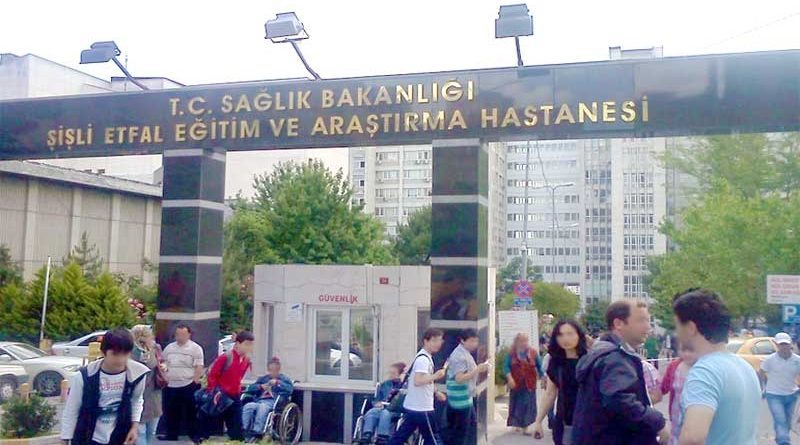 T.C. SAĞLIK BAKANLIĞI
ŞİŞLİ ETFAL EĞİTİM VE ARAŞTIRMA HASTANESİ
GÜVENLİK
P